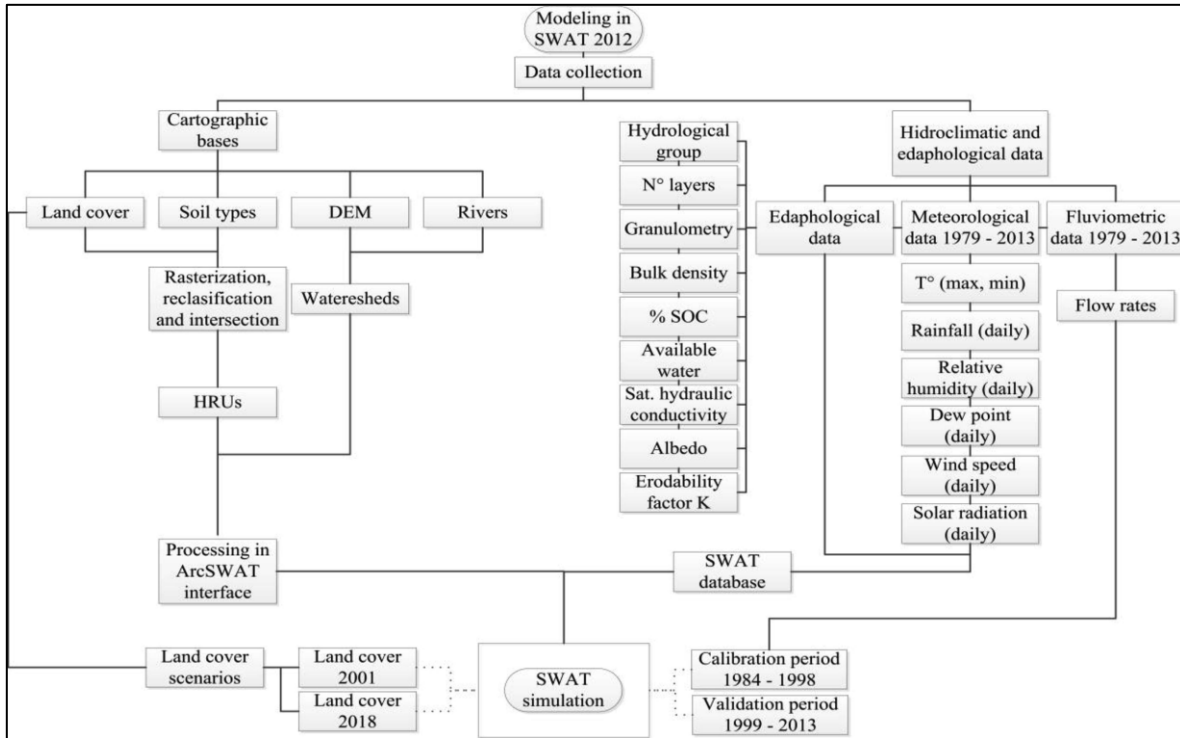 Modeling in
SWAT 2012
Data collection
Cartographic
bases
Land cover
Soil types
DEM
Rivers
Rasterization,
reclasification
and intersection
Wateresheds
HRUs
Processing in
ArcSWAT
interface
Hidroclimatic and
edaphological data
Edaphological
data
Meteorological
data 1979 - 2013
Fluviometric
data 1979 - 2013
Hydrological
group
N° layers
Granulometry
Bulk density
% SOC
Available
water
Sat. hydraulic
conductivity
Albedo
Erodability
factor K
T° (max, min)
Rainfall (daily)
Relative
humidity (daily)
Dew point
(daily)
Wind speed
(daily)
Solar radiation
(daily)
Flow rates
SWAT
database
Land cover
scenarios
Land cover
2001
Land cover
2018
SWAT
simulation
Calibration period
1984 - 1998
Validation period
1999 - 2013